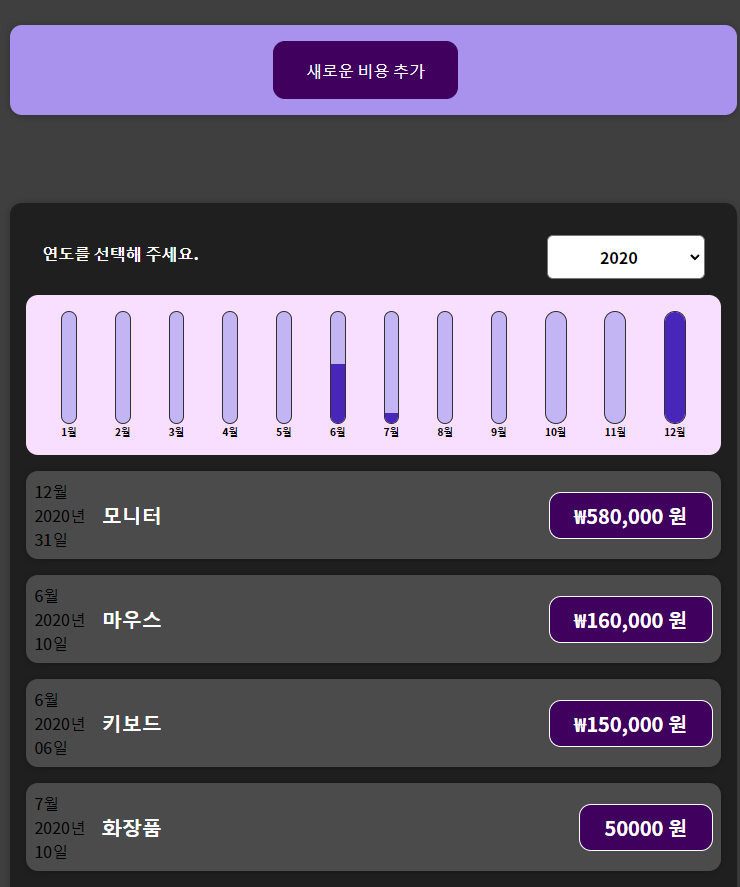 새로운 비용 추가
연도를 선택해 주세요.
2020
1월 2월 3월 4월 5월 6월 7월 8월 9월 10월 11월 12월
12월
2020년
31일
모니터
₩580,000 원
6월
2020년
10일
마우스
₩160,000 원
6월
2020년
06일
키보드
₩150,000 원
7월
2020년
10일
화장품
50000 원